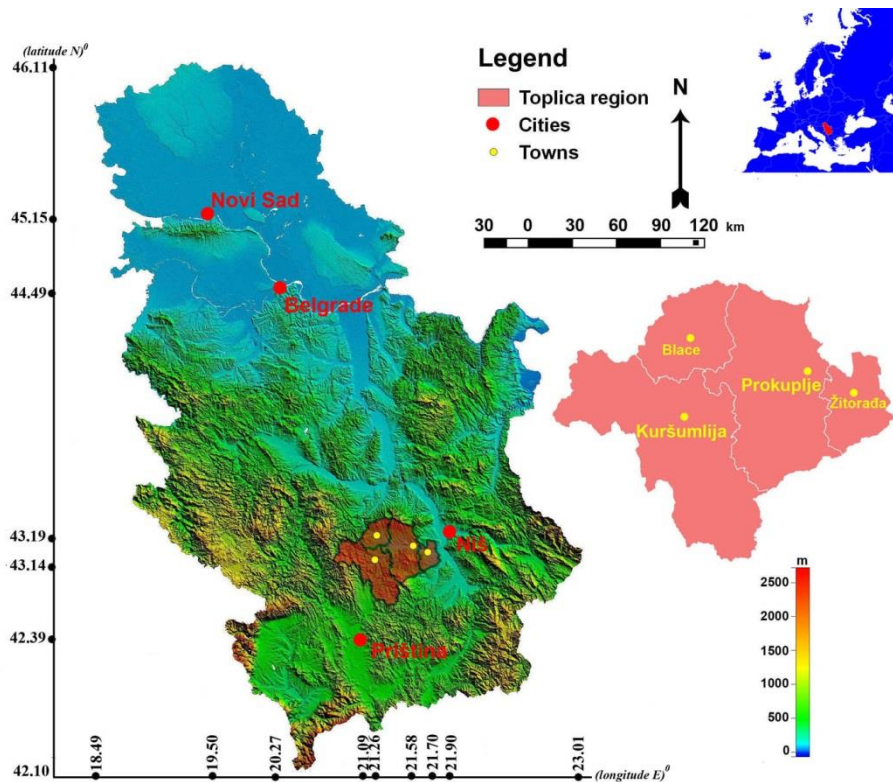 (latitude N)⁰
46.11
45.15
44.49
43.19
43.14
42.39
42.10
18.49
19.50
20.27
21.09
21.26
21.58
21.70
21.90
23.01
(longitude E)⁰
Novi Sad
Belgrade
Niš
Priština
Legend
Toplica region
Cities
Towns
N
30 0 30 60 90 120 km
Blace
Prokuplje
Žitorađa
Kuršumlija
m
2500
2000
1500
1000
500
0